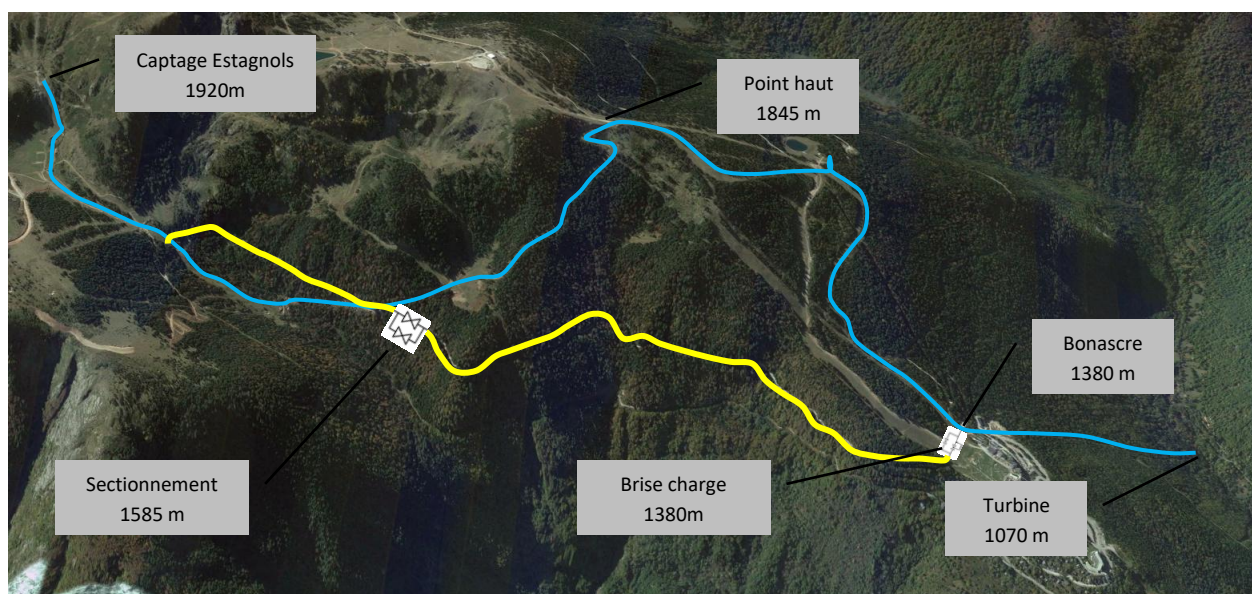 Captage Estagnols
1920m
Point haut
1845 m
Bonascre
1380 m
Sectionnement
1585 m
Brise charge
1380m
Turbine
1070 m